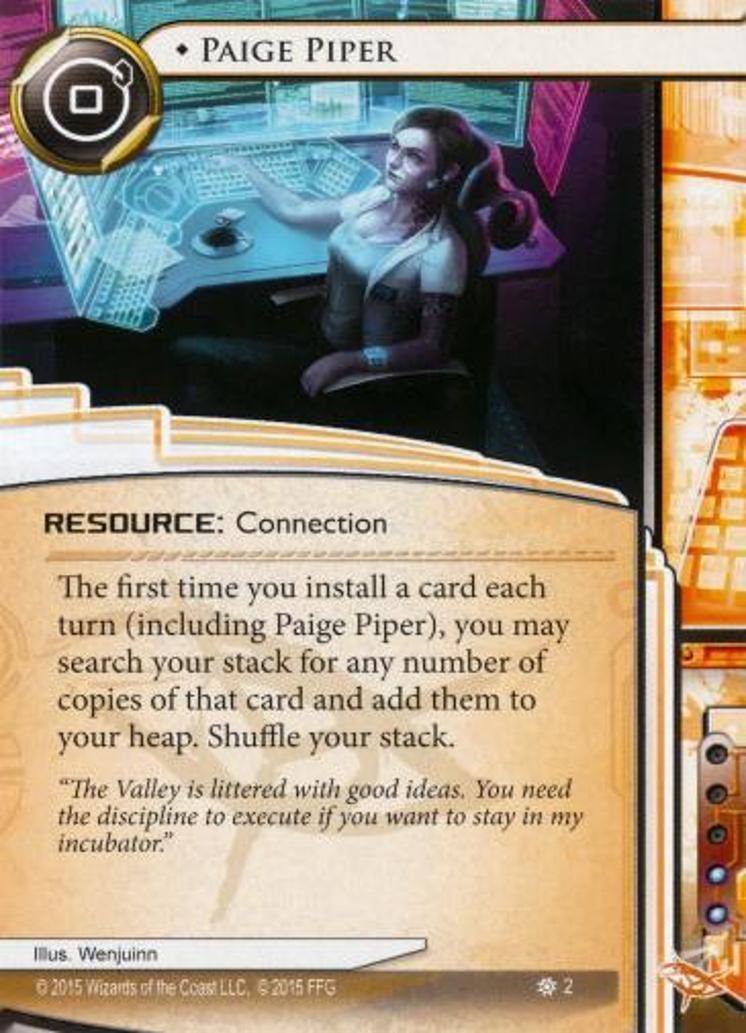 PAIGE PIPER
RESOURCE: Connection
The first time you install a card each
turn (including Paige Piper), you may
search your stack for any number of
copies of that card and add them to
your heap. Shuffle your stack.
“The Valley is littered with good ideas. You need
the discipline to execute if you want to stay in my
incubator.”
Illus. Wenjuinn
© 2015 Wizards of the Coast LLC. © 2015 FFG
2